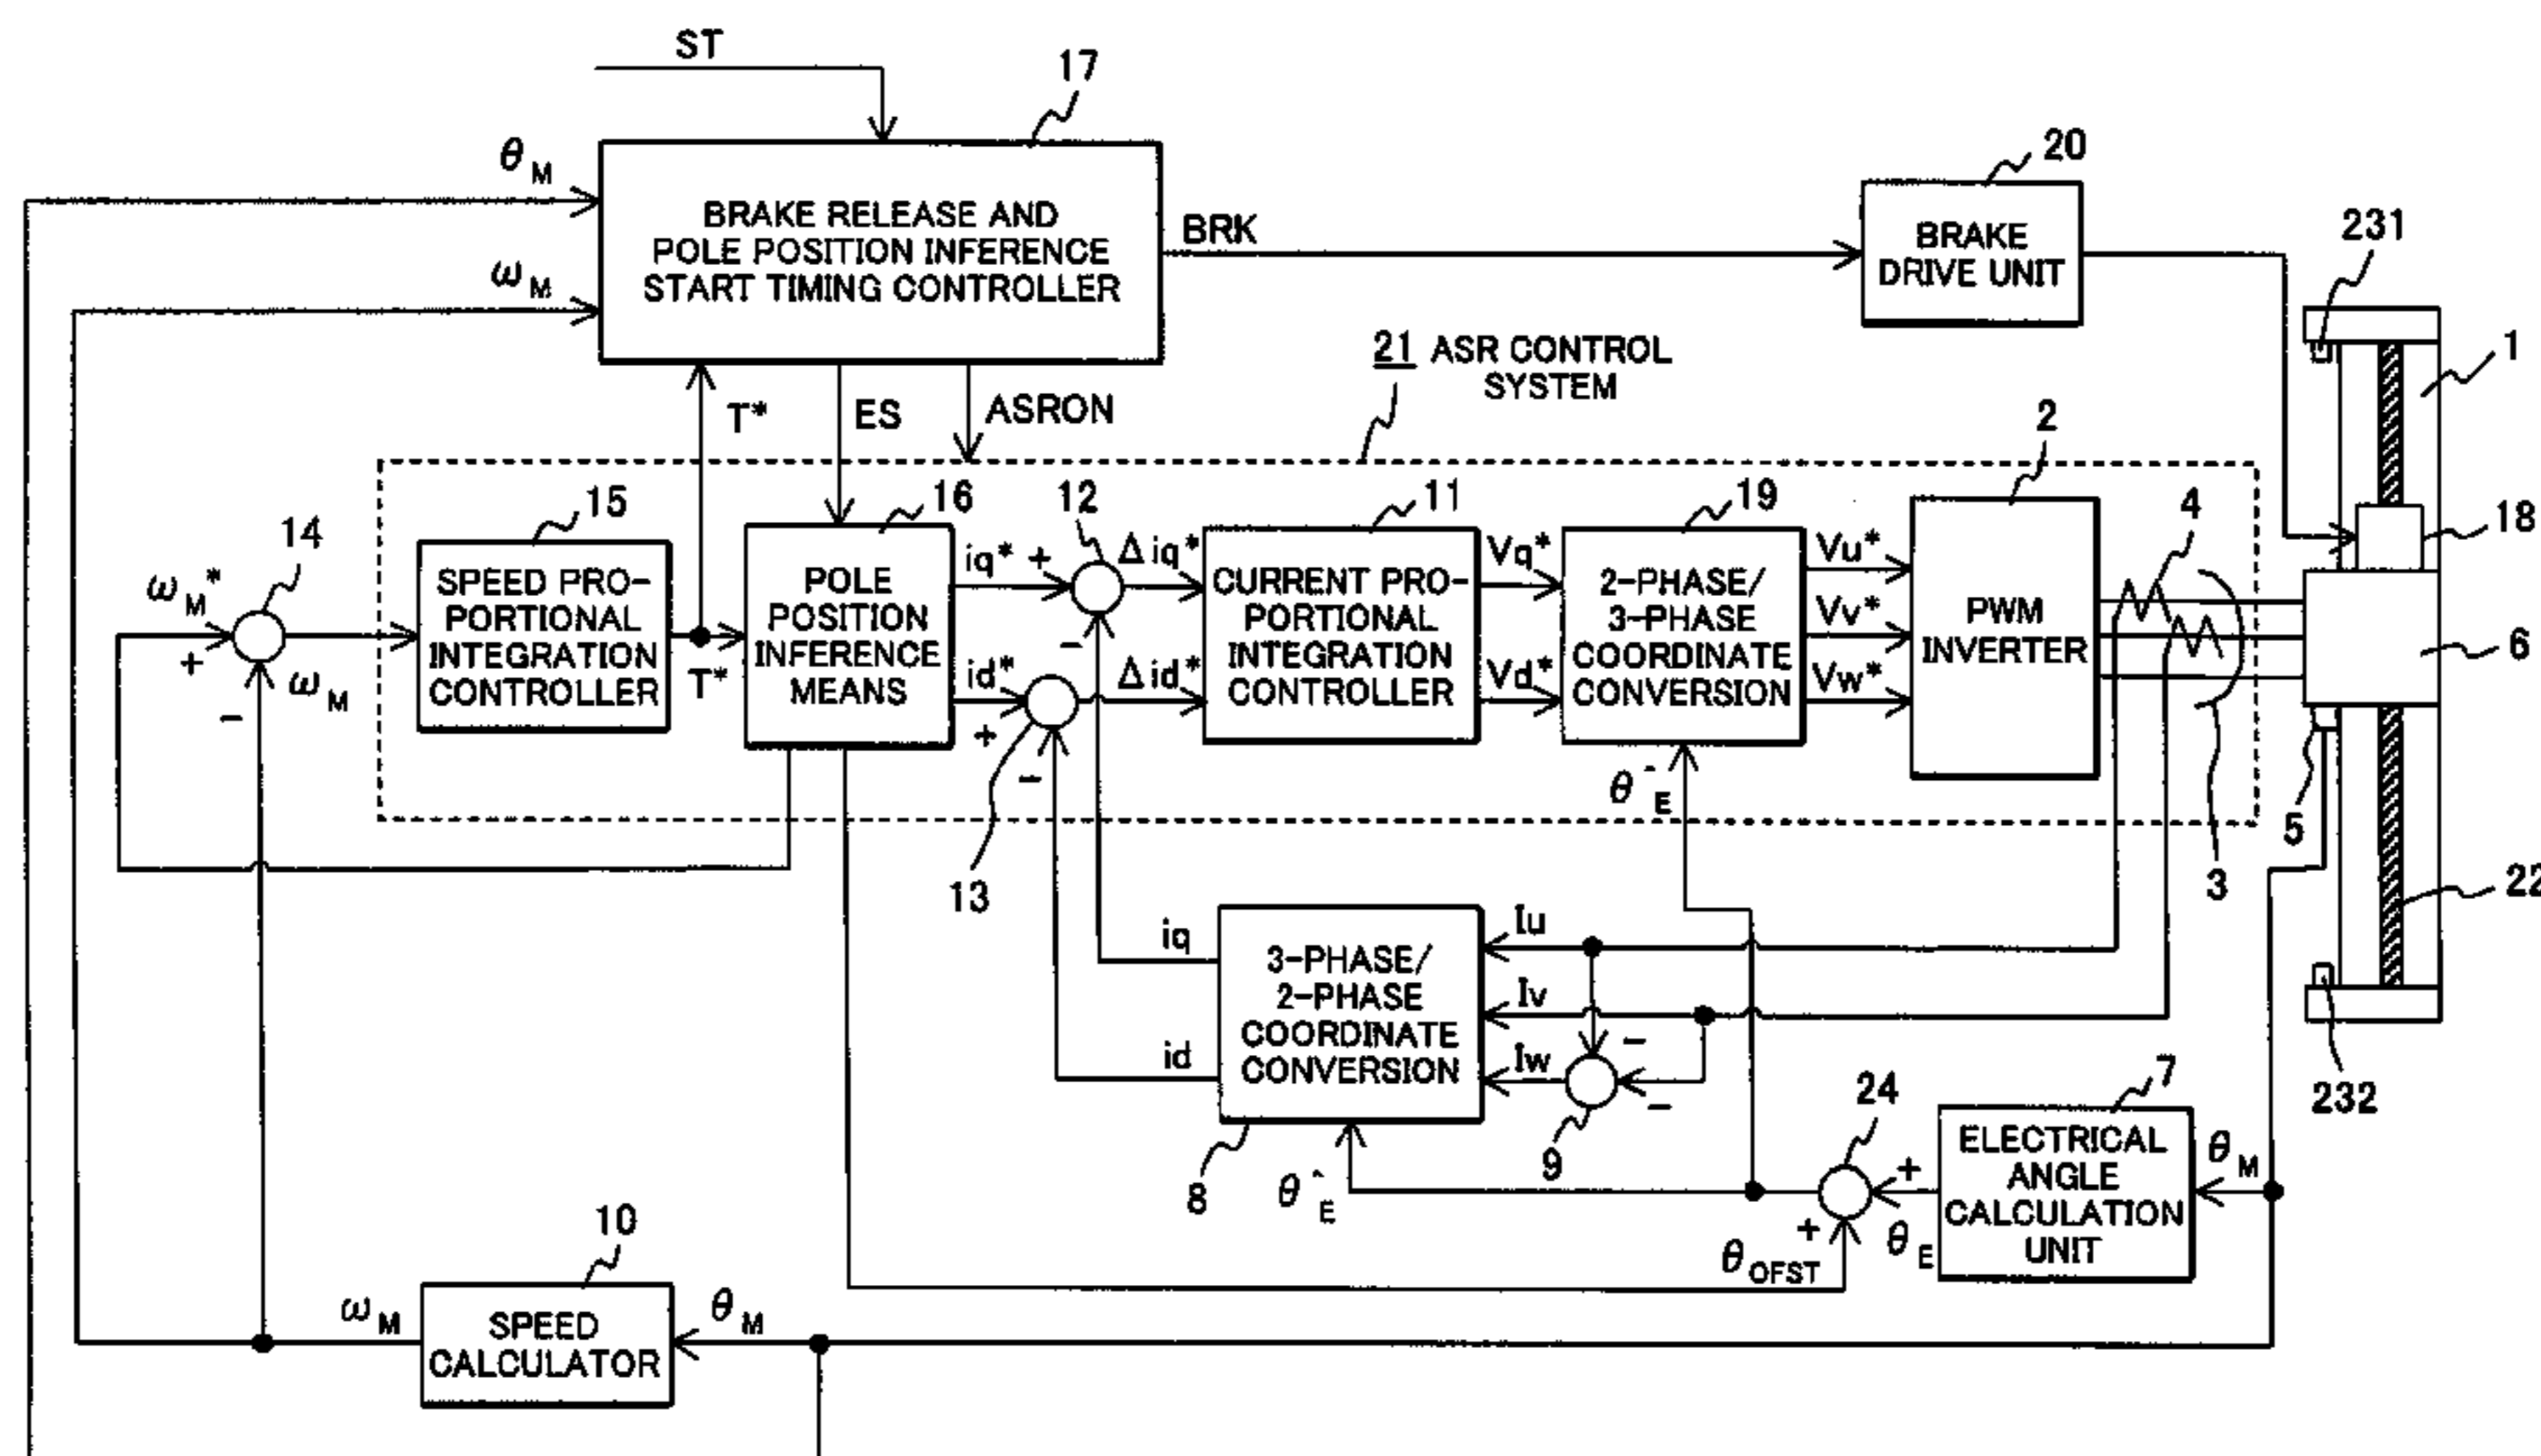 ST
17
θM
ωM
BRAKE RELEASE AND
POLE POSITION INFERENCE
START TIMING CONTROLLER
BRK
20
BRAKE
DRIVE UNIT
231
1
21 ASR CONTROL
SYSTEM
T*
ES
ASRON
2
4
18
6
14
ωM*
+
-
ωM
15
SPEED PRO-
PORTIONAL
INTEGRATION
CONTROLLER
T*
16
POLE
POSITION
INFERENCE
MEANS
iq*
+
-
id*
+
-
12
Δiq*
Δid*
13
11
CURRENT PRO-
PORTIONAL
INTEGRATION
CONTROLLER
Vq*
Vd*
19
2-PHASE/
3-PHASE
COORDINATE
CONVERSION
Vu*
Vv*
Vw*
PWM
INVERTER
θ^E
5
3
22
iq
id
3-PHASE/
2-PHASE
COORDINATE
CONVERSION
8
Iu
Iv
Iw
-
-
9
θ^E
24
+
+
θE
θOFST
7
ELECTRICAL
ANGLE
CALCULATION
UNIT
θM
232
10
ωM
SPEED
CALCULATOR
θM